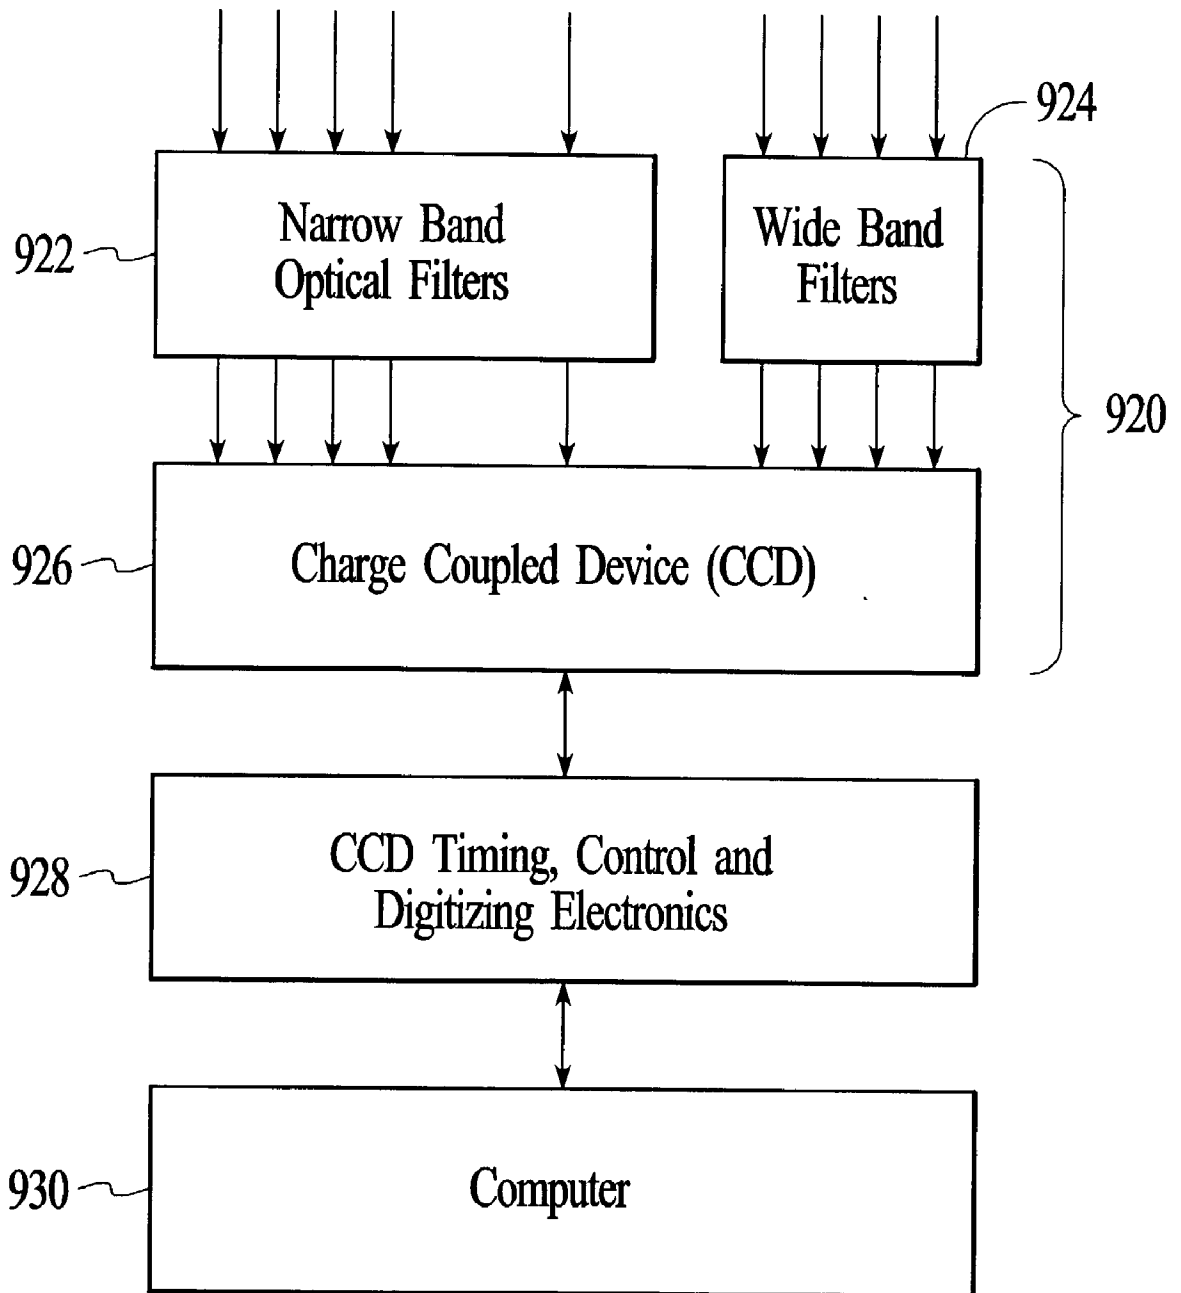 924
Narrow Band
Optical Filters
Wide Band
Filters
922
920
926
Charge Coupled Device (CCD)
CCD Timing, Control and
Digitizing Electronics
928
930
Computer